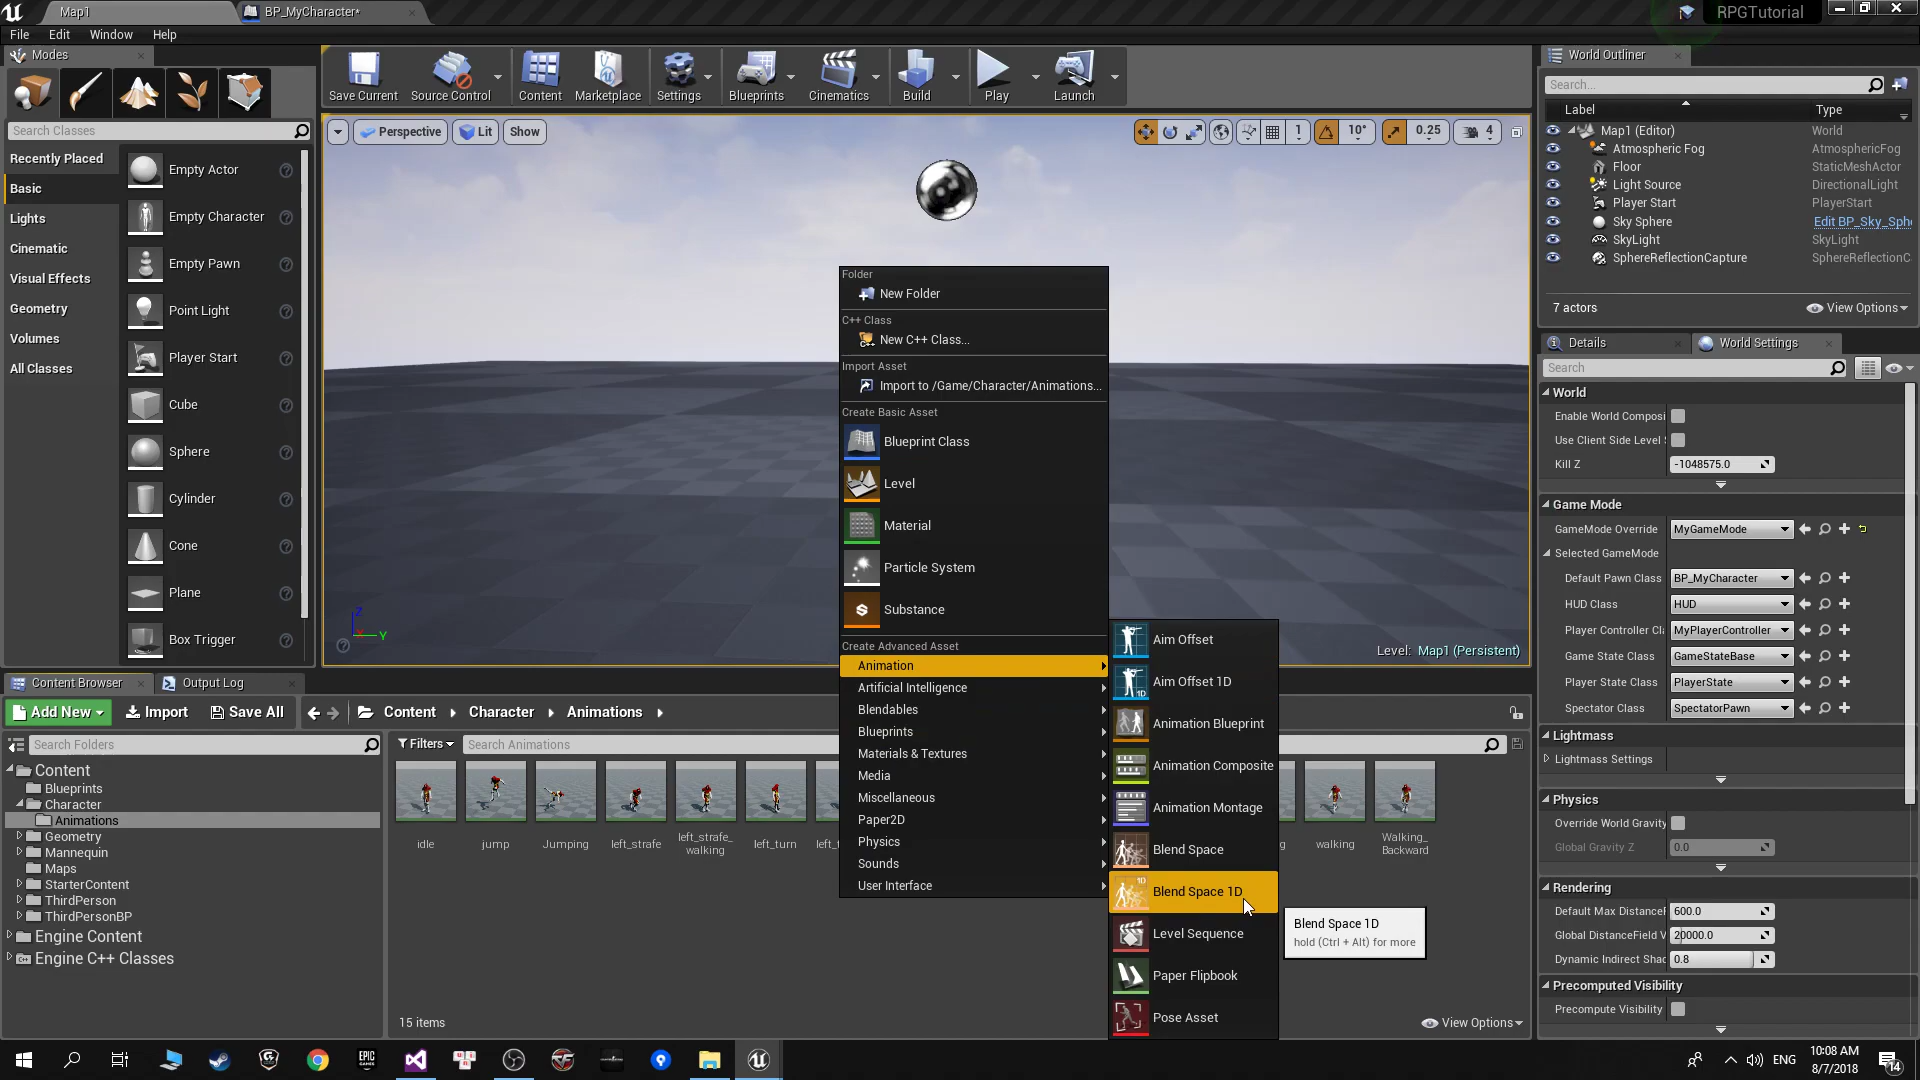 Map1
BP_MyCharacter*
RPGTutorial
File
Edit
Window
Help
Modes
Search Classes
Recently Placed
Basic
Lights
Cinematic
Visual Effects
Geometry
Volumes
All Classes
Empty Actor
Empty Character
Empty Pawn
Point Light
Player Start
Cube
Sphere
Cylinder
Cone
Plane
Box Trigger
Save Current
Source Control
Content
Marketplace
Settings
Blueprints
Cinematics
Build
Play
Launch
Perspective
Lit
Show
1
10°
0.25
4
Z
X
Y
Level: Map1 (Persistent)
Folder
New Folder
C++ Class
New C++ Class...
Import Asset
Import to /Game/Character/Animations...
Create Basic Asset
Blueprint Class
Level
Material
Particle System
Substance
Create Advanced Asset
Animation
Artificial Intelligence
Blendables
Blueprints
Materials & Textures
Media
Miscellaneous
Paper2D
Physics
Sounds
User Interface
Aim Offset
Aim Offset 1D
Animation Blueprint
Animation Composite
Animation Montage
Blend Space
Blend Space 1D
Level Sequence
Paper Flipbook
Pose Asset
Blend Space 1D
hold (Ctrl + Alt) for more
World Outliner
Search...
Label
Type
Map1 (Editor)
World
Atmospheric Fog
AtmosphericFog
Floor
StaticMeshActor
Light Source
DirectionalLight
Player Start
PlayerStart
Sky Sphere
Edit BP_Sky_Sph
SkyLight
SkyLight
SphereReflectionCapture
SphereReflectionC
7 actors
View Options
Details
World Settings
Search
World
Enable World Composi
Use Client Side Level
Kill Z
-1048575.0
Game Mode
GameMode Override
MyGameMode
Selected GameMode
Default Pawn Class
BP_MyCharacter
HUD Class
HUD
Player Controller Cl
MyPlayerController
Game State Class
GameStateBase
Player State Class
PlayerState
Spectator Class
SpectatorPawn
Lightmass
Lightmass Settings
Physics
Override World Gravity
Global Gravity Z
0.0
Rendering
Default Max Distance
600.0
Global DistanceField V
20000.0
Dynamic Indirect Shad
0.8
Precomputed Visibility
Precompute Visibility
Content Browser
Output Log
Add New
Import
Save All
Content
Character
Animations
Search Folders
Filters
Search Animations
Content
Blueprints
Character
Animations
Geometry
Mannequin
Maps
StarterContent
ThirdPerson
ThirdPersonBP
Engine Content
Engine C++ Classes
idle
jump
Jumping
left_strafe
left_strafe_
walking
left_turn
walking
Walking_
Backward
15 items
View Options
EPIC
GAMES
ENG
10:08 AM
8/7/2018
14